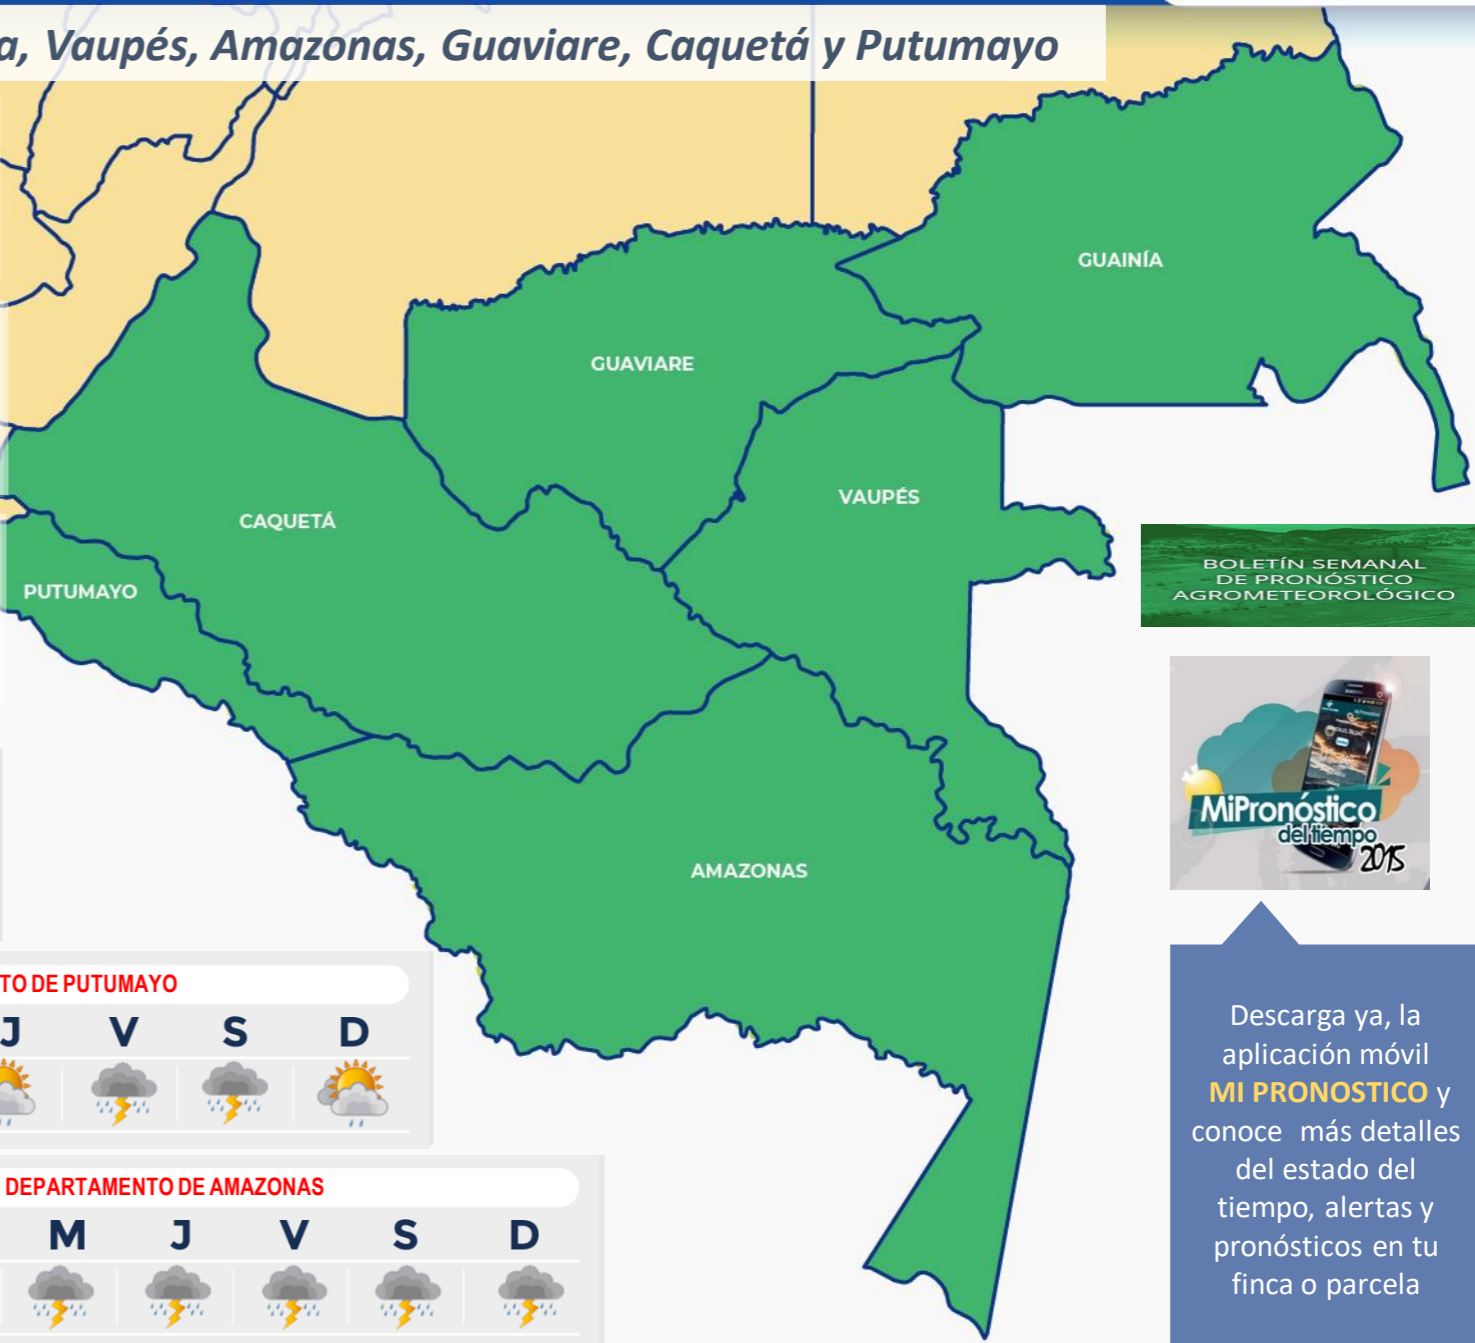 a, Vaupés, Amazonas, Guaviare, Caquetá y Putumayo
GUAINÍA
GUAVIARE
VAUPÉS
CAQUETÁ
PUTUMAYO
AMAZONAS
BOLETÍN SEMANAL
DE PRONÓSTICO
AGROMETEOROLÓGICO
MiPronóstico
del tiempo
2015
TO DE PUTUMAYO
J V S D
DEPARTAMENTO DE AMAZONAS
M J V S D
Descarga ya, la
aplicación móvil
MI PRONOSTICO y
conoce más detalles
del estado del
tiempo, alertas y
pronósticos en tu
finca o parcela